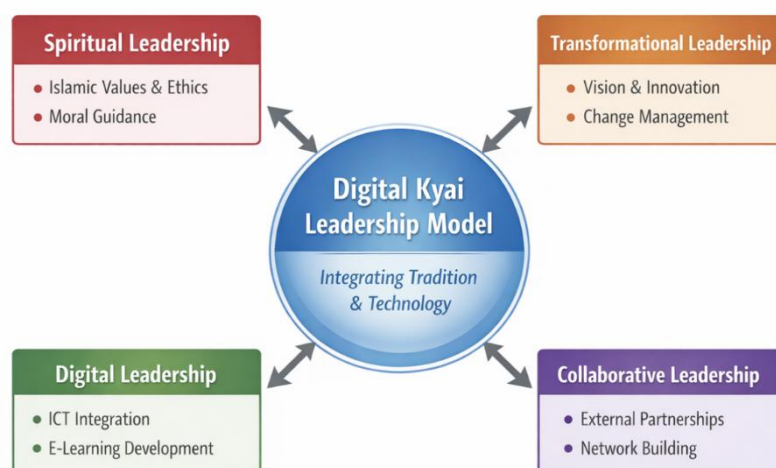 Spiritual Leadership
• Islamic Values & Ethics
• Moral Guidance
Transformational Leadership
• Vision & Innovation
• Change Management
Digital Kyai
Leadership Model
Integrating Tradition
& Technology
Digital Leadership
• ICT Integration
• E-Learning Development
Collaborative Leadership
• External Partnerships
• Network Building